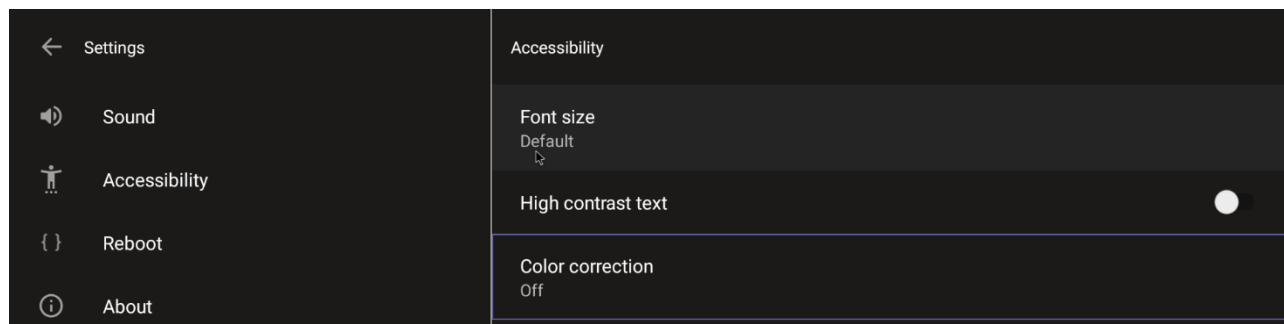 Settings
Sound
Accessibility
{ } Reboot
About
Accessibility
Font size
Default
High contrast text
Color correction
Off